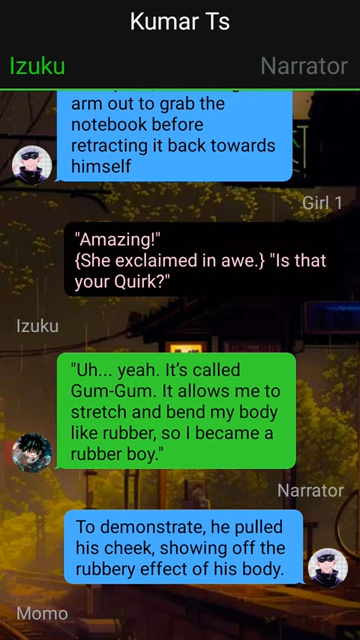 Kumar Ts
Izuku
Narrator
arm out to grab the
notebook before
retracting it back towards
himself
Girl 1
"Amazing!"
{She exclaimed in awe.} "Is that
your Quirk?"
Izuku
"Uh... yeah. It's called
Gum-Gum. It allows me to
stretch and bend my body
like rubber, so I became a
rubber boy."
Narrator
To demonstrate, he pulled
his cheek, showing off the
rubbery effect of his body.
Momo